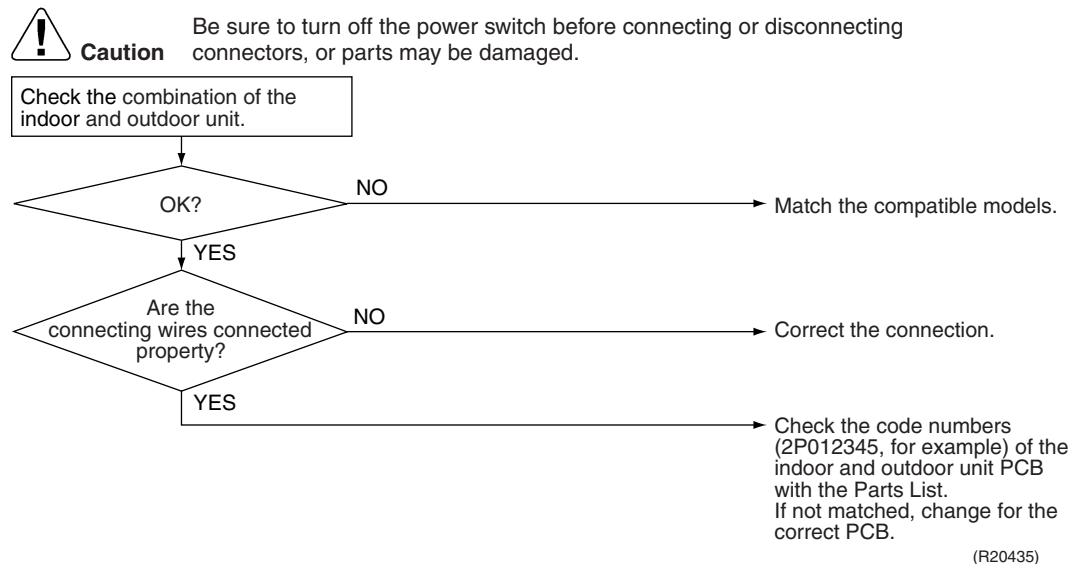 Be sure to turn off the power switch before connecting or disconnecting
Caution connectors, or parts may be damaged.
Check the combination of the
indoor and outdoor unit.
OK?
NO
Match the compatible models.
YES
Are the
connecting wires connected
property?
NO
Correct the connection.
YES
Check the code numbers
(2P012345, for example) of the
indoor and outdoor unit PCB
with the Parts List.
If not matched, change for the
correct PCB.
(R20435)